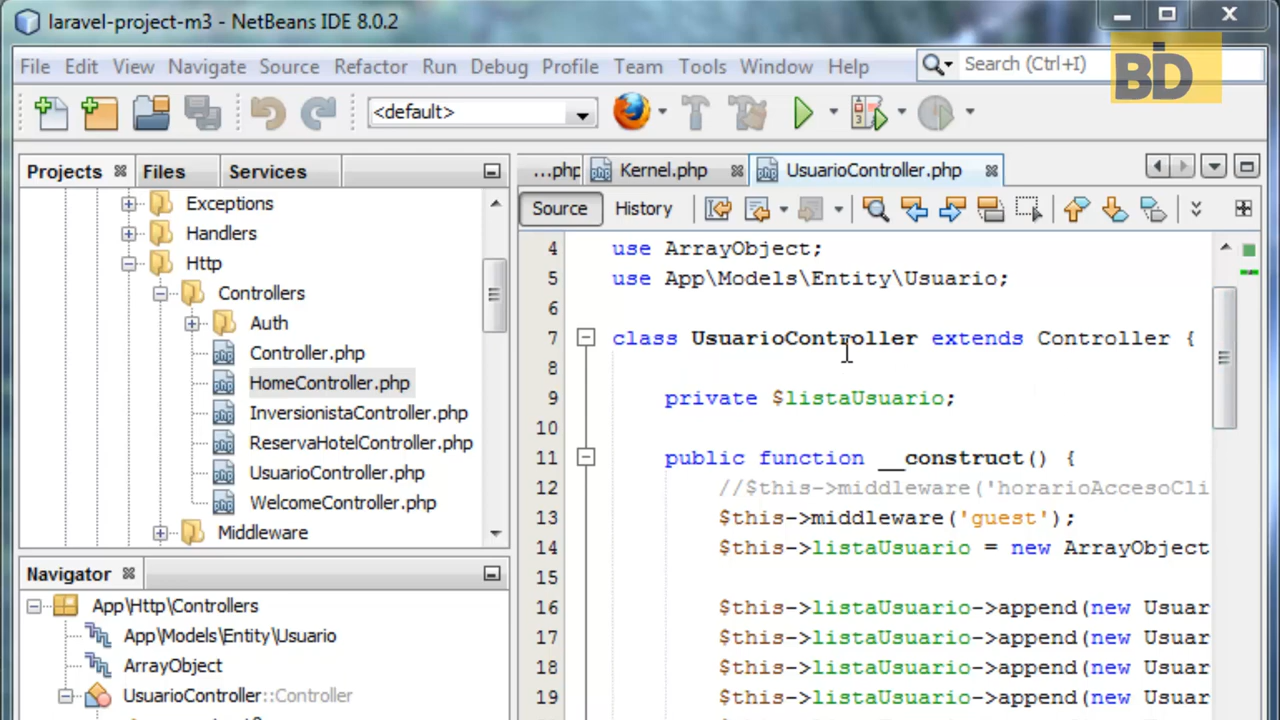 laravel-project-m3 - NetBeans IDE 8.0.2
File Edit View Navigate Source Refactor Run Debug Profile Team Tools Window Help
Search (Ctrl+I)
BID
<default>
Projects Files Services
...php Kernel.php UsuarioController.php
Source History
Exceptions
Handlers
Http
Controllers
Auth
Controller.php
HomeController.php
InversionistaController.php
ReservaHotelController.php
UsuarioController.php
WelcomeController.php
Middleware
Navigator
App\Http\Controllers
App\Models\Entity\Usuario
ArrayObject
UsuarioController::Controller
4 use ArrayObject;
5 use App\Models\Entity\Usuario;
6
7 class UsuarioController extends Controller {
8
9 private $listaUsuario;
10
11 public function __construct() {
12 //$this->middleware('horarioAccesoCli
13 $this->middleware('guest');
14 $this->listaUsuario = new ArrayObject
15
16 $this->listaUsuario->append(new Usuar
17 $this->listaUsuario->append(new Usuar
18 $this->listaUsuario->append(new Usuar
19 $this->listaUsuario->append(new Usuar